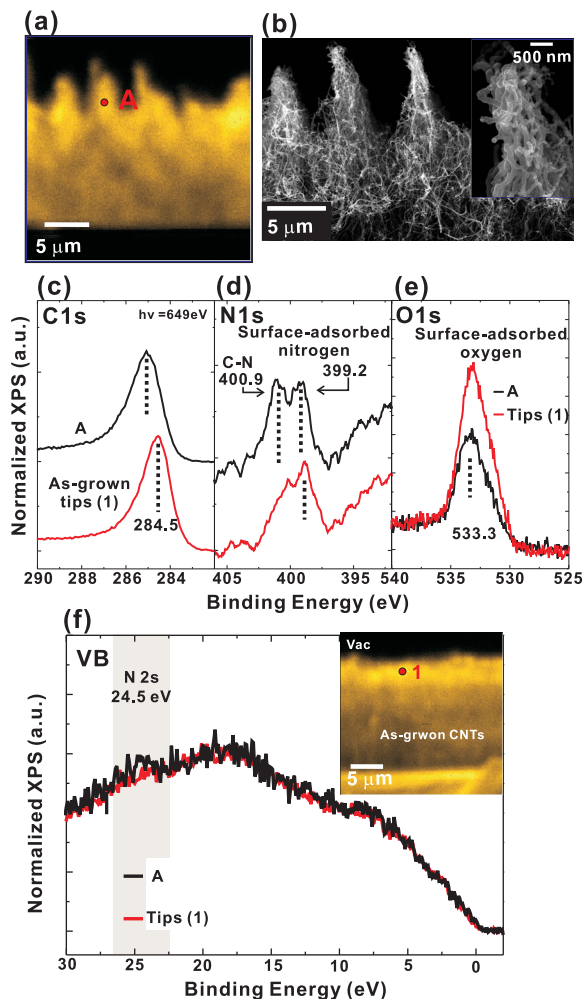 (a)
A
5 μm
(b)
500 nm
5 μm
(c)
C1s
hv =649eV
A
As-grown
tips (1)
284.5
290 288 286 284
(d)
N1s
Surface-adsorbed
nitrogen
C-N
400.9
399.2
405 400 395
(e)
O1s
Surface-adsorbed
oxygen
A
Tips (1)
533.3
540 535 530 525
Normalized XPS (a.u.)
Binding Energy (eV)
(f)
VB
N 2s
24.5 eV
A
Tips (1)
Vac
1
As-grwon CNTs
5 μm
Normalized XPS (a.u.)
30 25 20 15 10 5 0
Binding Energy (eV)